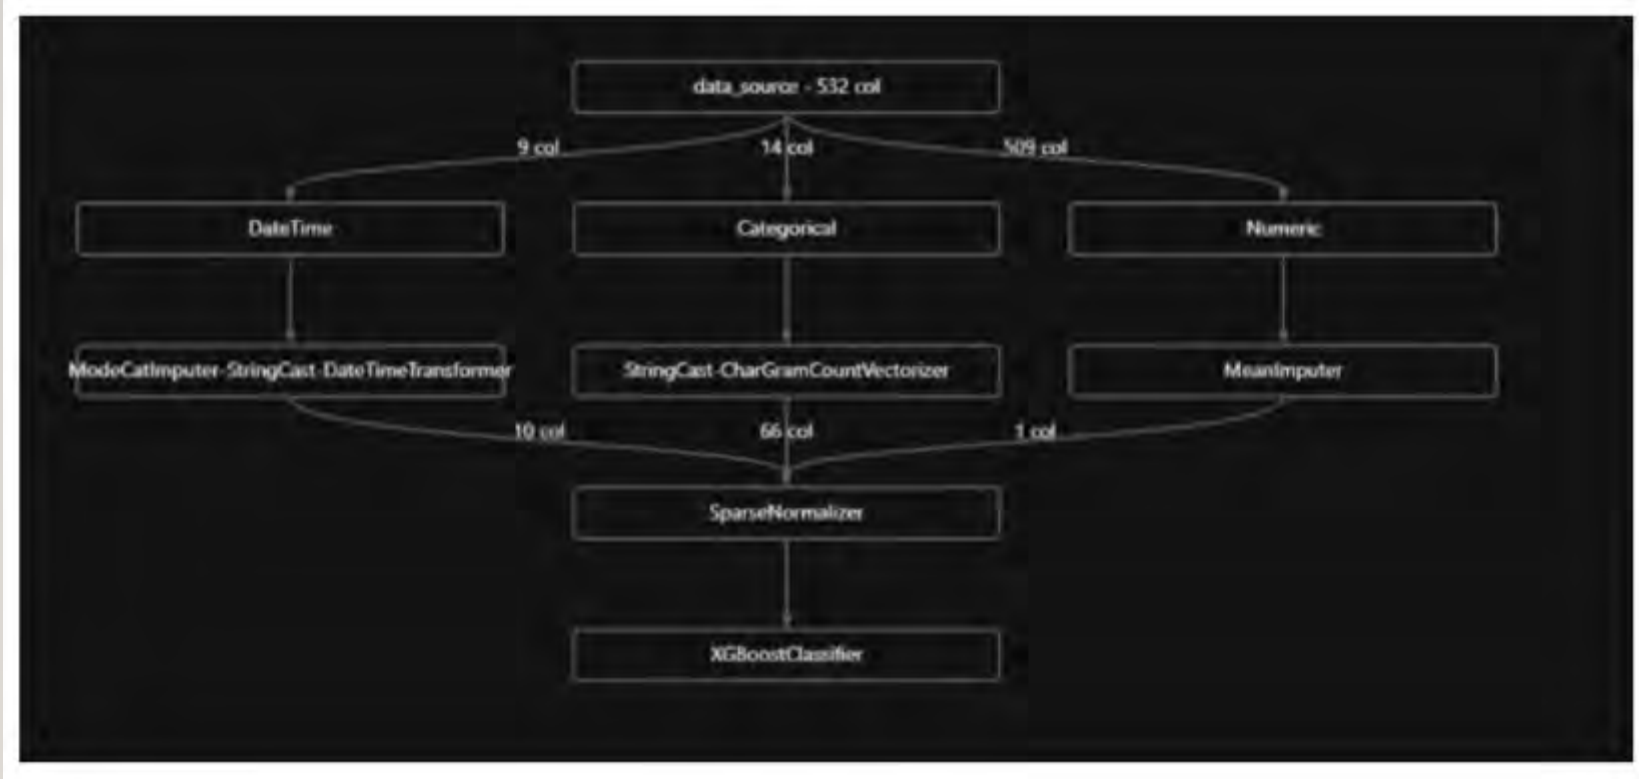 data_source - 532 col
9 col
14 col
509 col
DateTime
Categorical
Numeric
ModeCatImputer-StringCast-DateTimeTransformer
StringCast-CharGramCountVectorizer
MeanImputer
10 col
66 col
1 col
SparseNormalizer
XGBoostClassifier